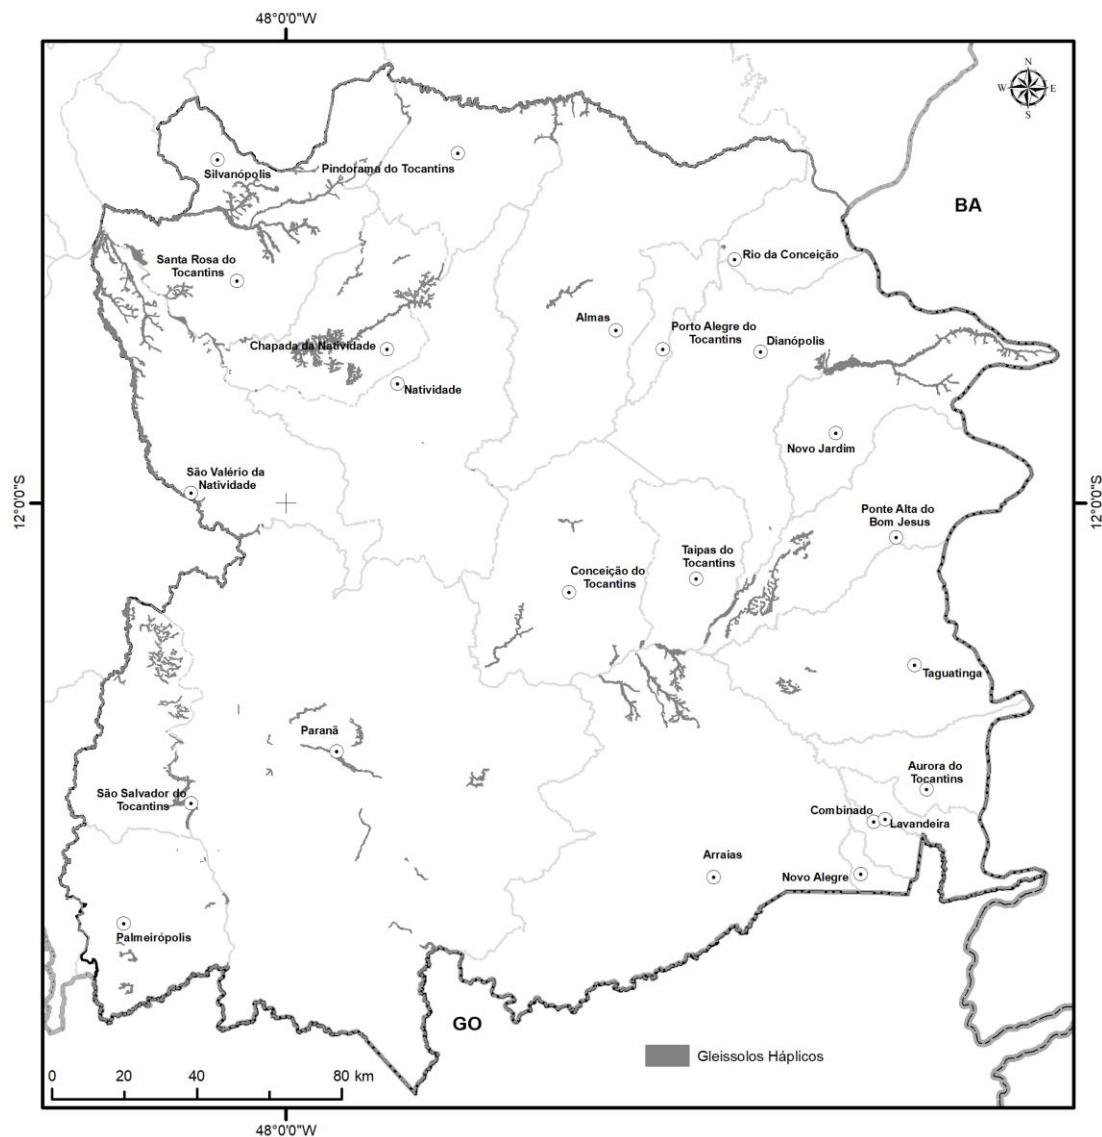 48°0'0"W
N
W E
S
Silvanópolis
Pindorama do Tocantins
BA
Santa Rosa do
Tocantins
Rio da Conceição
Almas
Porto Alegre do
Tocantins
Dianópolis
Chapada da Natividade
Natividade
Novo Jardim
São Valério da
Natividade
12°0'0"S
12°0'0"S
Ponte Alta do
Bom Jesus
Taipas do
Tocantins
Conceição do
Tocantins
Taguatinga
Paranã
Aurora do
Tocantins
São Salvador do
Tocantins
Combinado
Lavandeira
Arraias
Novo Alegre
Palmeirópolis
GO
Gleissolos Háplicos
0 20 40 80 km
48°0'0"W